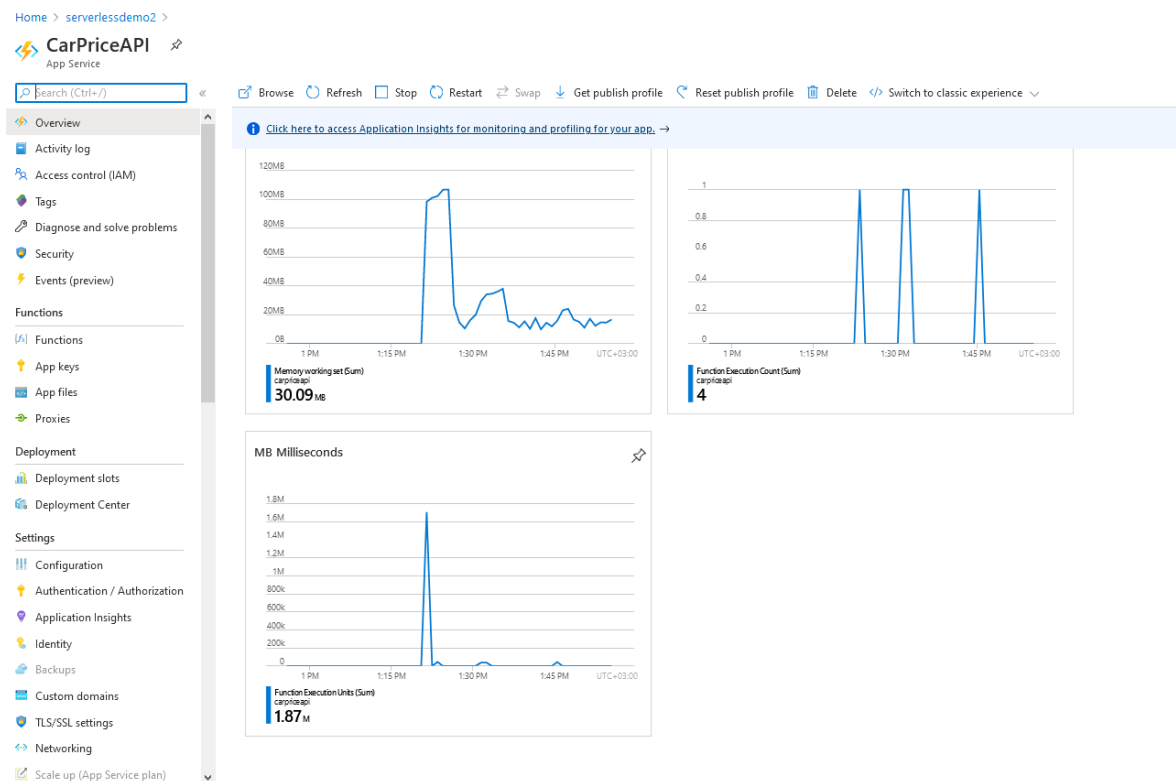 Home > serverlessdemo2 >
CarPriceAPI
App Service
Search (Ctrl+/)
«
Browse Refresh Stop Restart Swap Get publish profile Reset publish profile Delete </> Switch to classic experience
Click here to access Application Insights for monitoring and profiling for your app. →
Overview
Activity log
Access control (IAM)
Tags
Diagnose and solve problems
Security
Events (preview)
Functions
Functions
App keys
App files
Proxies
Deployment
Deployment slots
Deployment Center
Settings
Configuration
Authentication / Authorization
Application Insights
Identity
Backups
Custom domains
TLS/SSL settings
Networking
Scale up (App Service plan)
120MB
100MB
80MB
60MB
40MB
20MB
0B
1 PM 1:15 PM 1:30 PM 1:45 PM UTC+03:00
Memory working set (Sum)
carpriceapi
30.09 MB
1
0.8
0.6
0.4
0.2
0
1 PM 1:15 PM 1:30 PM 1:45 PM UTC+03:00
Function Execution Count (Sum)
carpriceapi
4
MB Milliseconds
1.8M
1.6M
1.4M
1.2M
1M
800k
600k
400k
200k
0
1 PM 1:15 PM 1:30 PM 1:45 PM UTC+03:00
Function Execution Units (Sum)
carpriceapi
1.87 M